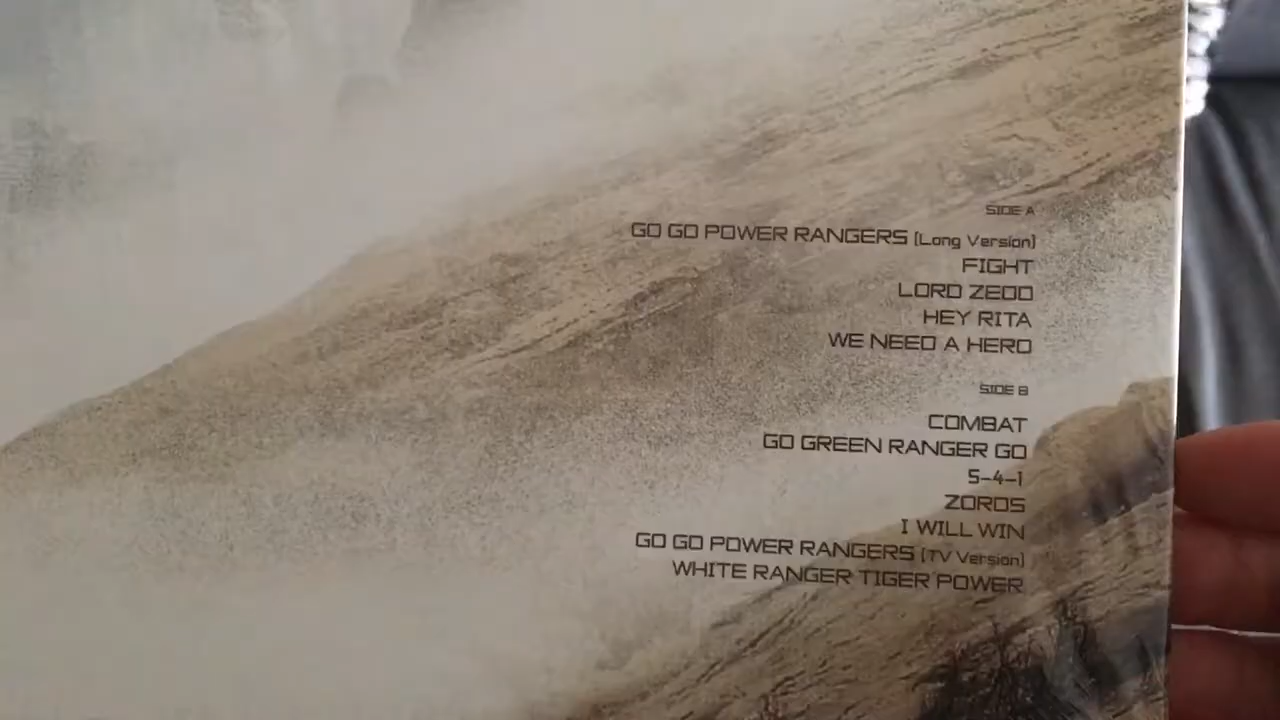 SIDE A
GO GO POWER RANGERS (Long Version)
FIGHT
LORD ZEDD
HEY RITA
WE NEED A HERO
SIDE B
COMBAT
GO GREEN RANGER GO
5-4-1
ZORDS
I WILL WIN
GO GO POWER RANGERS (TV Version)
WHITE RANGER TIGER POWER